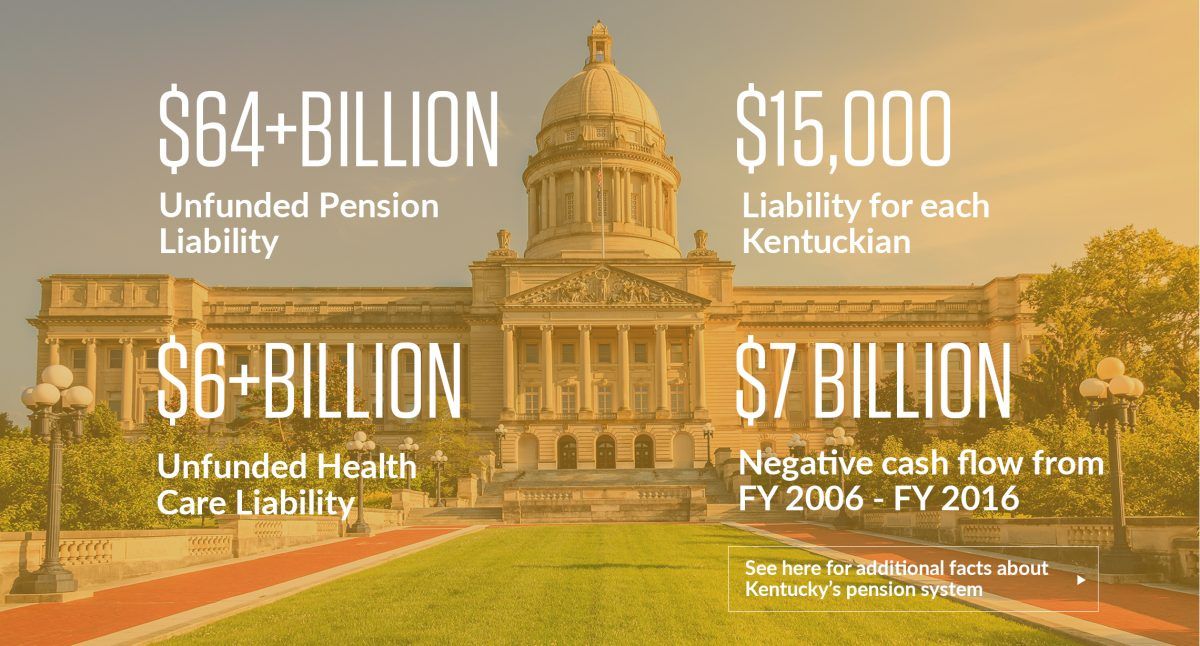 $64+BILLION
Unfunded Pension
Liability
$15,000
Liability for each
Kentuckian
$6+BILLION
Unfunded Health
Care Liability
$7 BILLION
Negative cash flow from
FY 2006 - FY 2016
See here for additional facts about
Kentucky's pension system